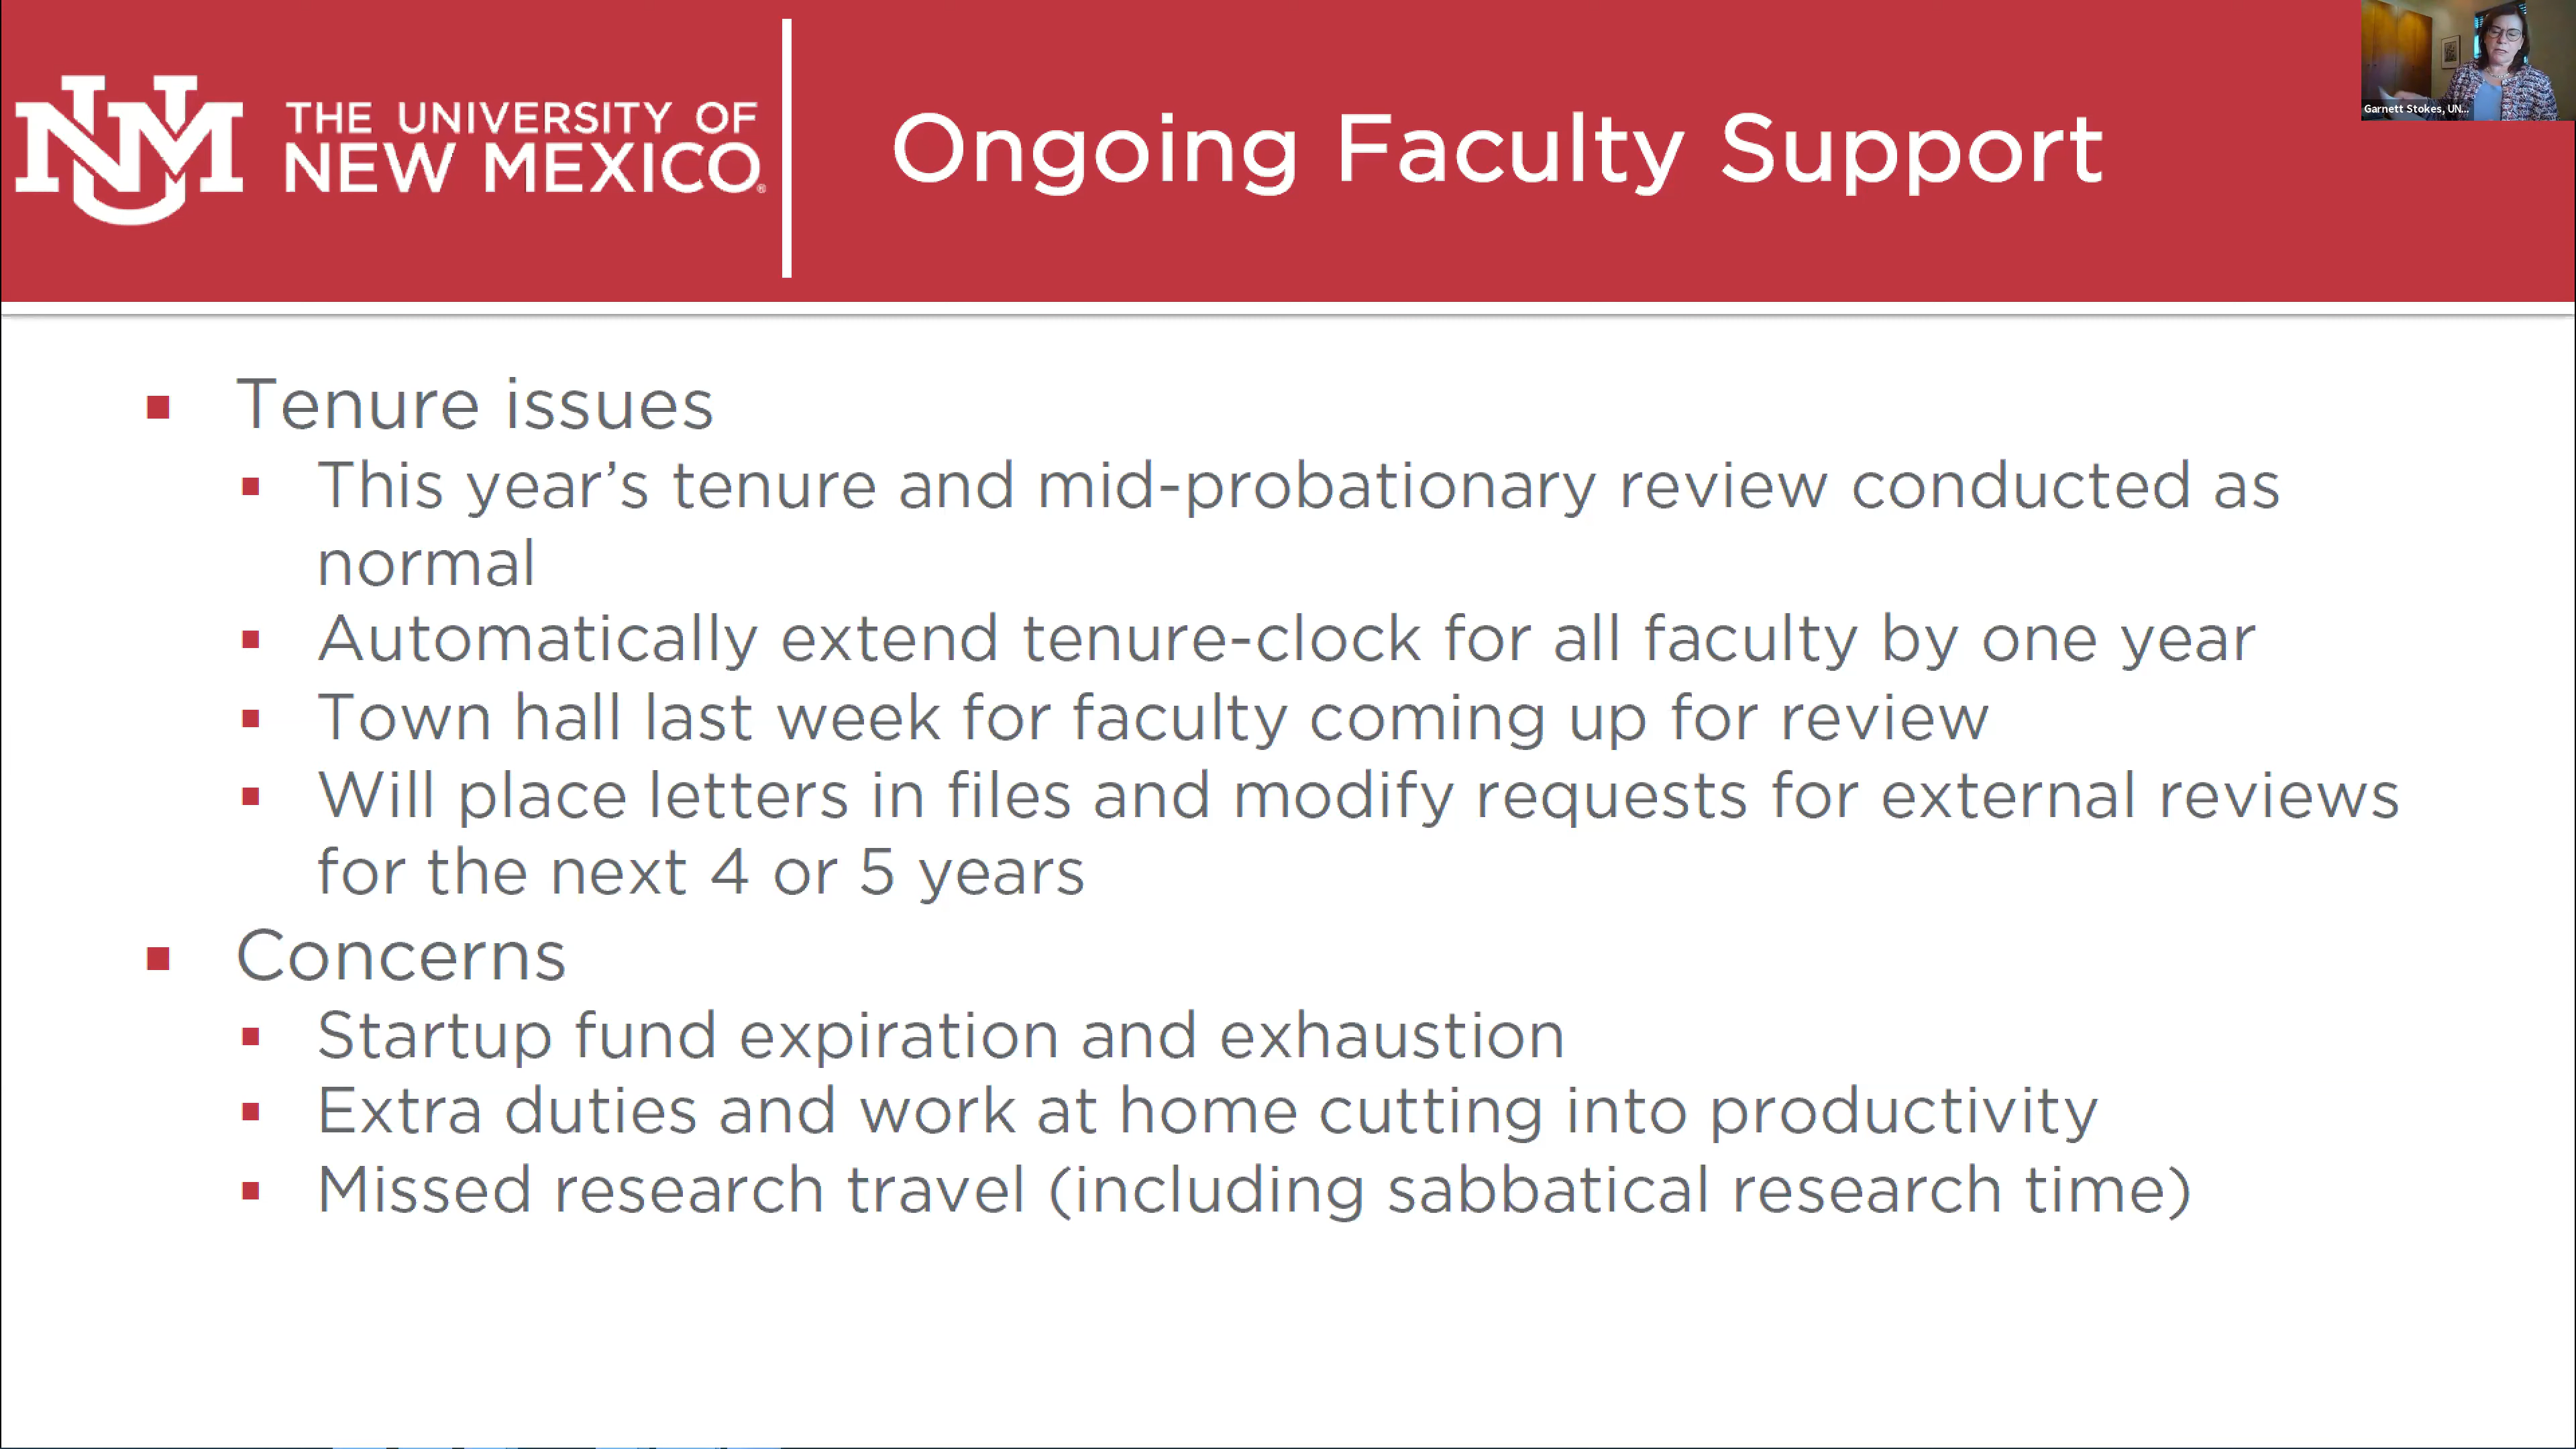 UNM
THE UNIVERSITY OF
NEW MEXICO®
Ongoing Faculty Support
Garnett Stokes, UN...
▪ Tenure issues
▪ This year’s tenure and mid-probationary review conducted as
normal
▪ Automatically extend tenure-clock for all faculty by one year
▪ Town hall last week for faculty coming up for review
▪ Will place letters in files and modify requests for external reviews
for the next 4 or 5 years
▪ Concerns
▪ Startup fund expiration and exhaustion
▪ Extra duties and work at home cutting into productivity
▪ Missed research travel (including sabbatical research time)